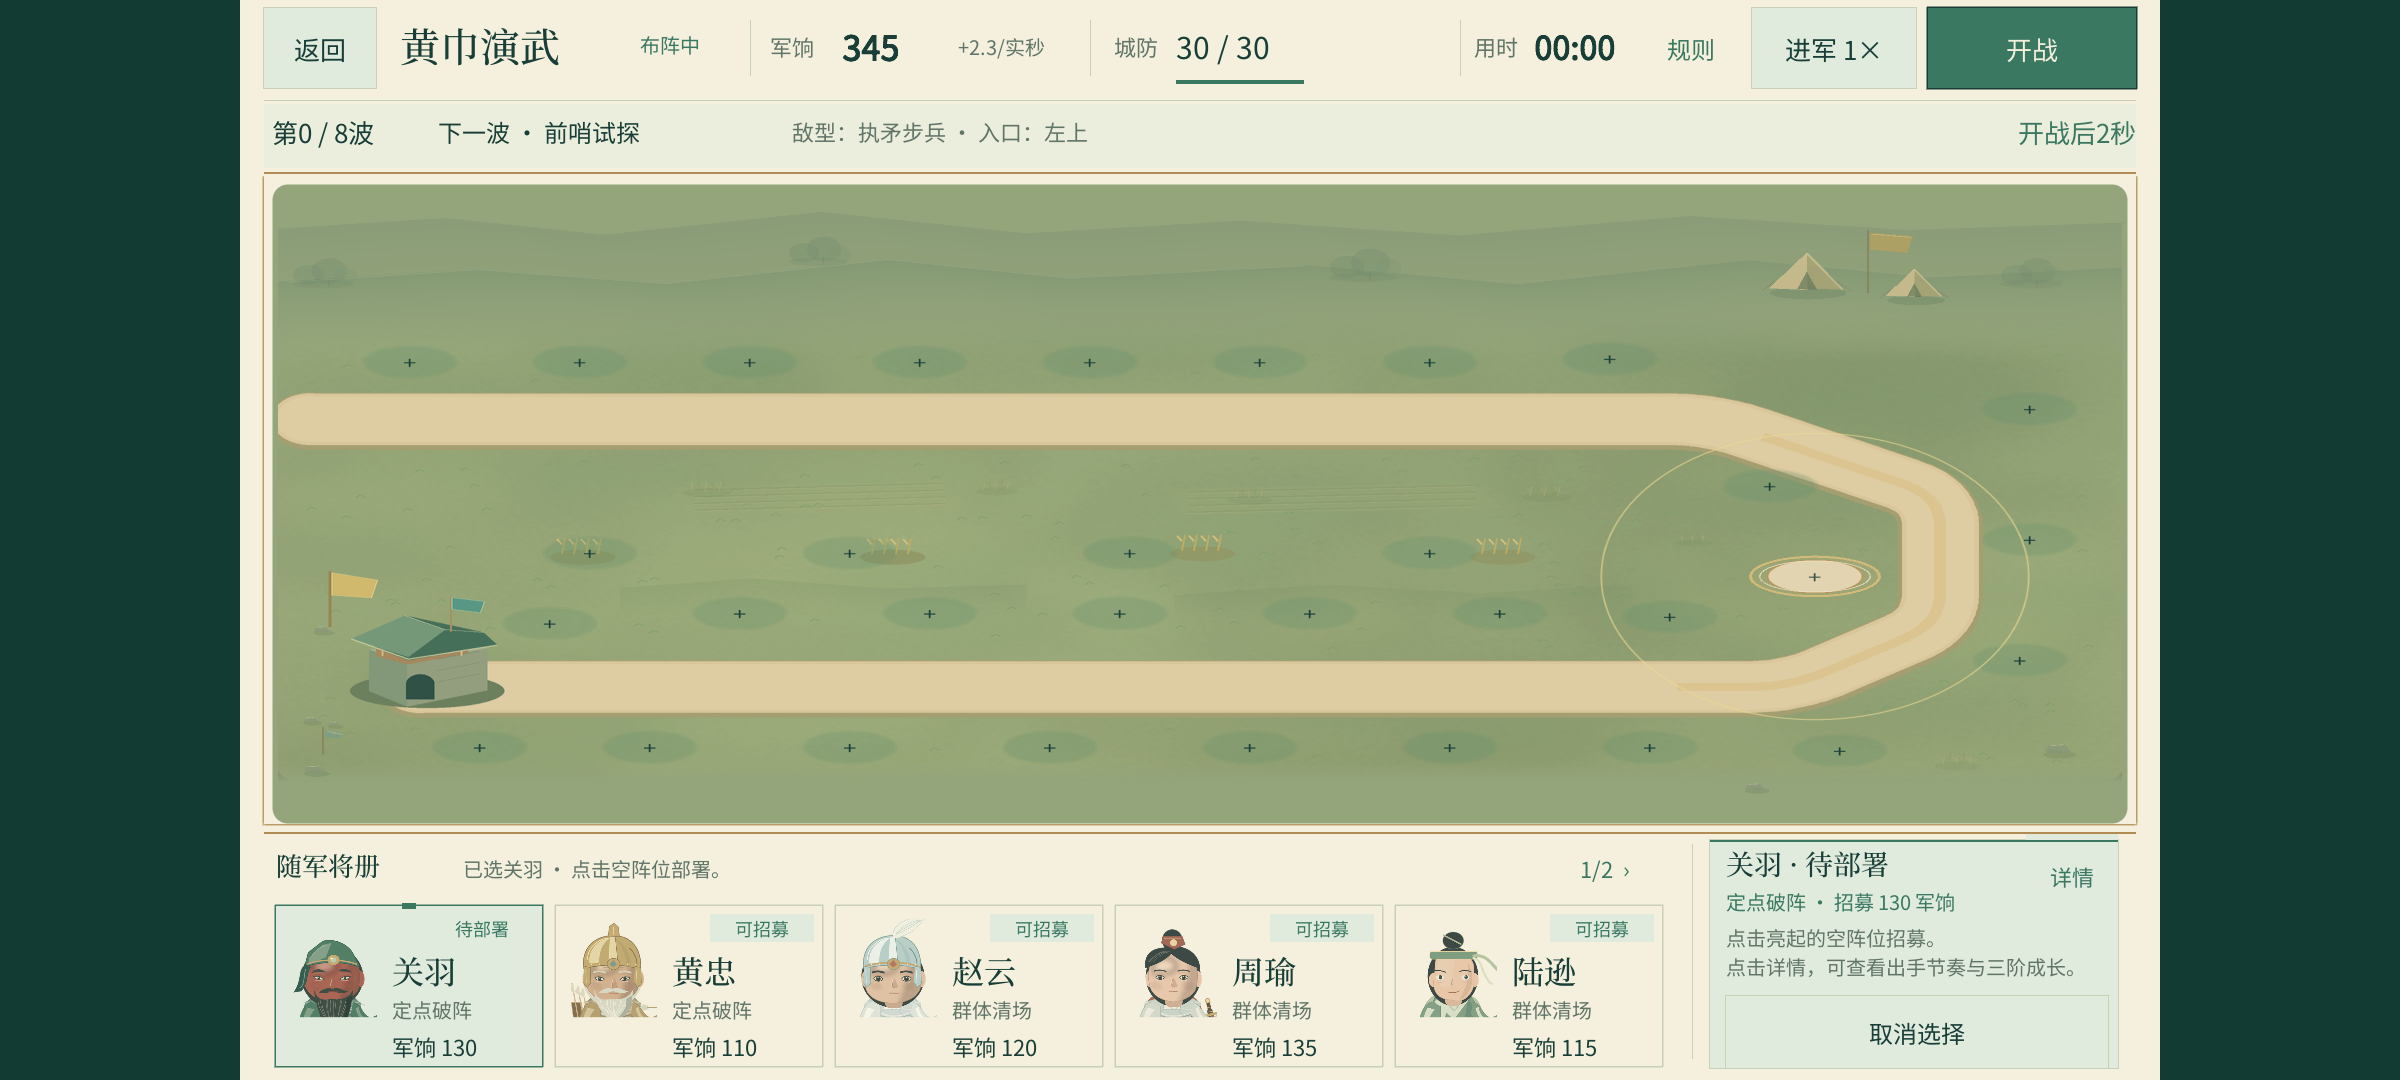 返回
黄巾演武
布阵中
军饷 345 +2.3/实秒
城防 30 / 30
用时 00:00
规则
进军 1×
开战
第0 / 8波
下一波 · 前哨试探
敌型：执矛步兵 · 入口：左上
开战后2秒
随军将册
已选关羽 · 点击空阵位部署。
1/2 ›
待部署
关羽
定点破阵
军饷 130
可招募
黄忠
定点破阵
军饷 110
可招募
赵云
群体清场
军饷 120
可招募
周瑜
群体清场
军饷 135
可招募
陆逊
群体清场
军饷 115
关羽 · 待部署
详情
定点破阵 · 招募 130 军饷
点击亮起的空阵位招募。
点击详情，可查看出手节奏与三阶成长。
取消选择